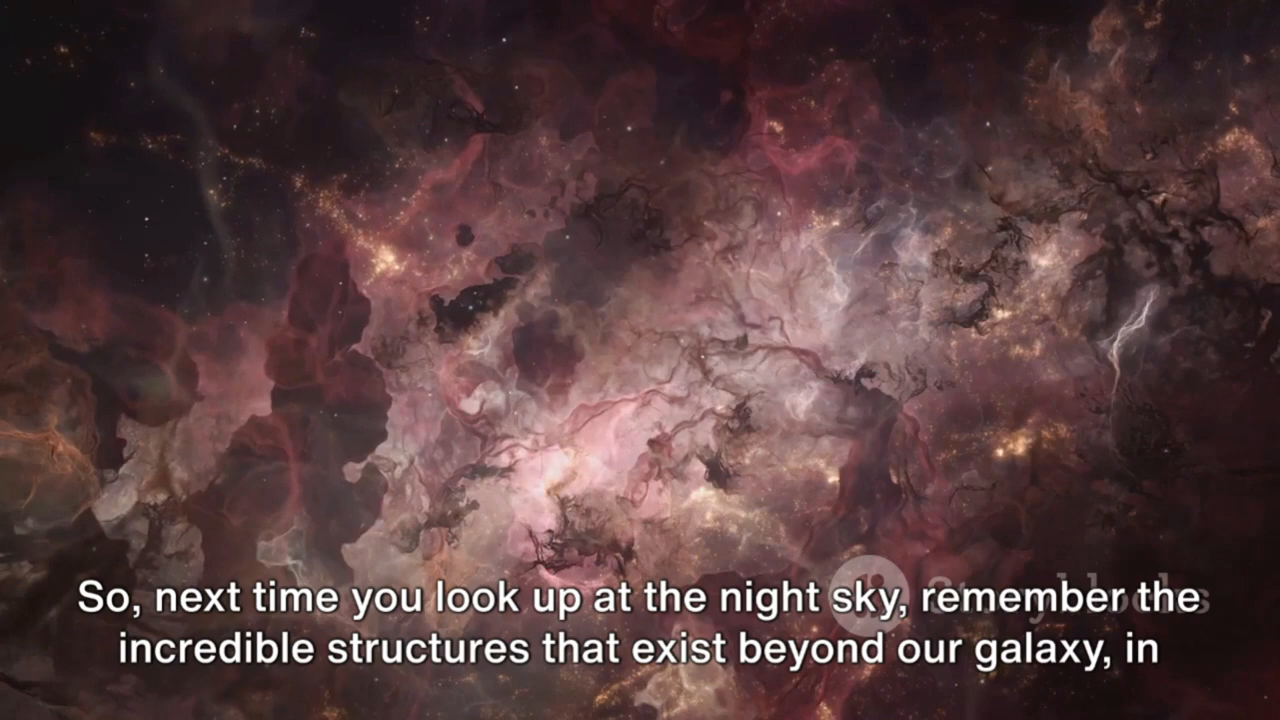 So, next time you look up at the night sky, remember the
incredible structures that exist beyond our galaxy, in